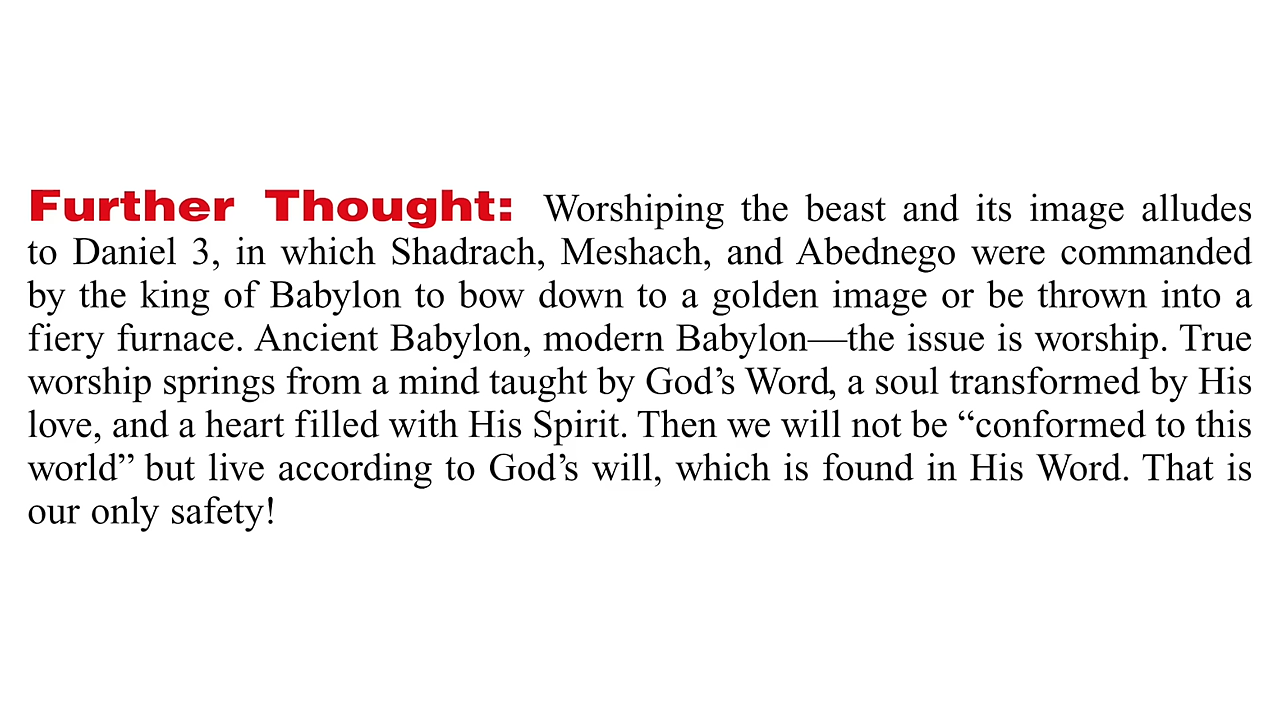 Further Thought: Worshiping the beast and its image alludes
to Daniel 3, in which Shadrach, Meshach, and Abednego were commanded
by the king of Babylon to bow down to a golden image or be thrown into a
fiery furnace. Ancient Babylon, modern Babylon—the issue is worship. True
worship springs from a mind taught by God’s Word, a soul transformed by His
love, and a heart filled with His Spirit. Then we will not be “conformed to this
world” but live according to God’s will, which is found in His Word. That is
our only safety!